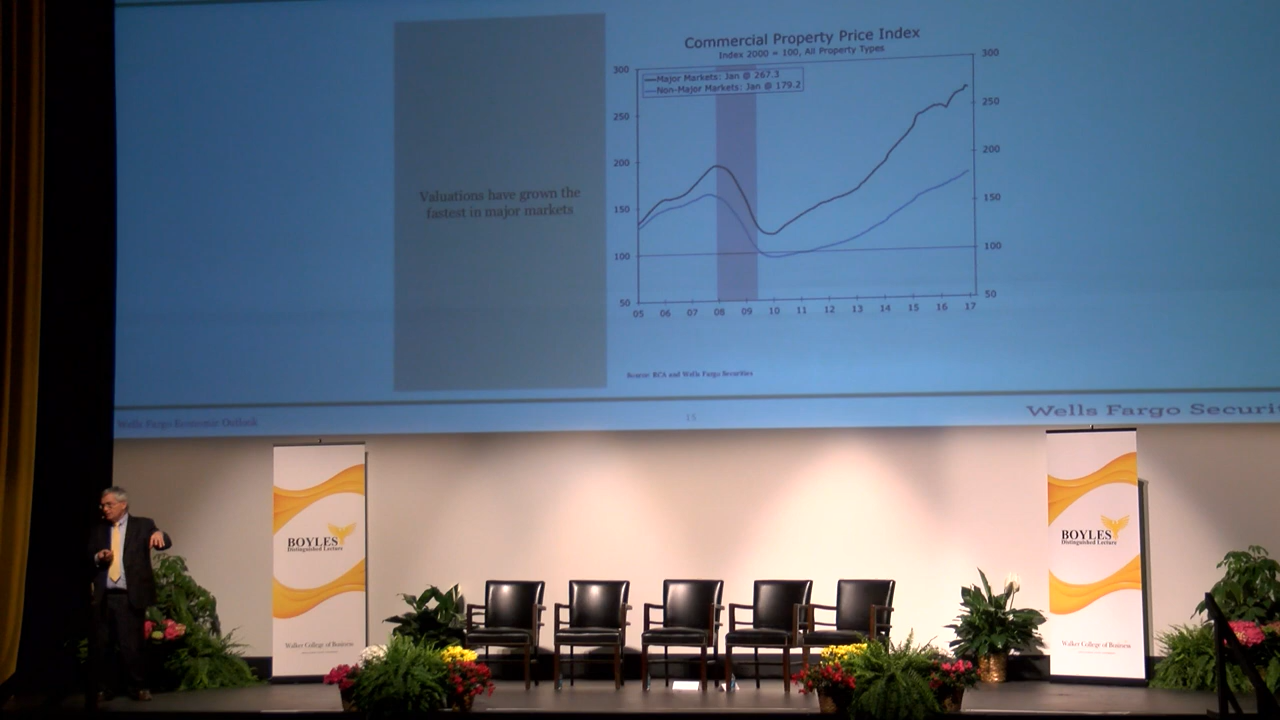 Commercial Property Price Index
Index 2000 = 100, All Property Types
300
250
200
150
100
50
Major Markets: Jan @ 267.3
Non-Major Markets: Jan @ 179.2
300
250
200
150
100
50
05 06 07 08 09 10 11 12 13 14 15 16 17
Valuations have grown the
fastest in major markets
Source: RCA and Wells Fargo Securities
Wells Fargo Economic Outlook
15
Wells Fargo Securi
BOYLES
Distinguished Lecture
Walker College of Business
BOYLES
Distinguished Lecture
Walker College of Business